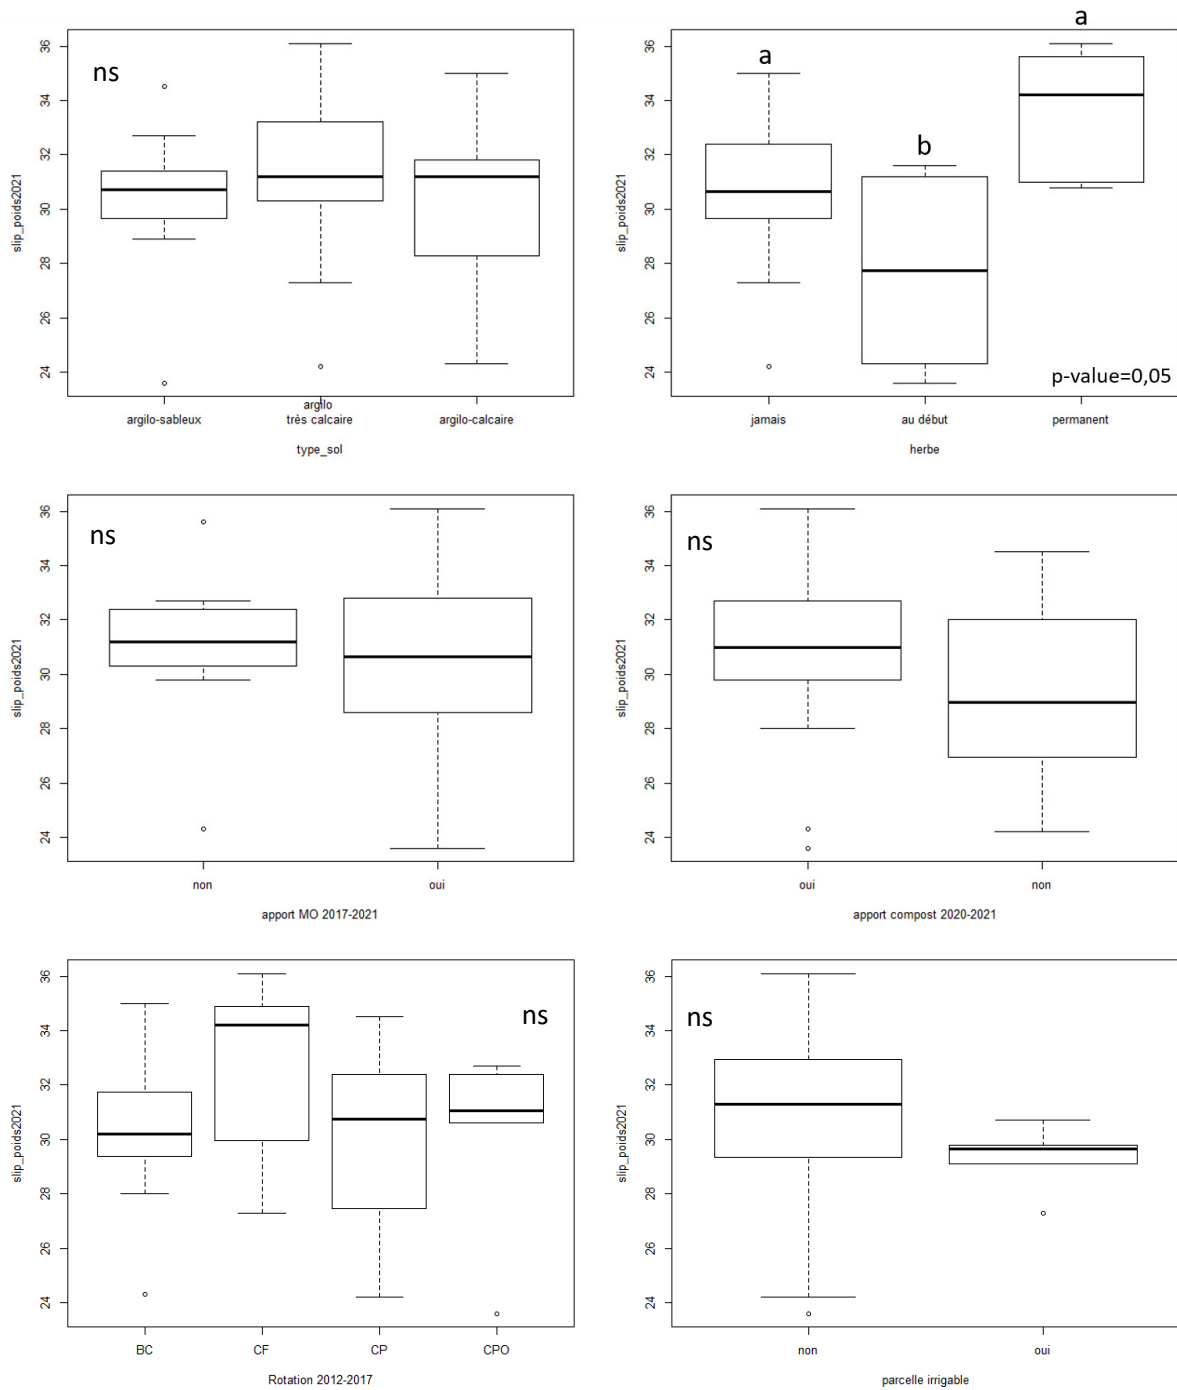 ns
slip_poids2021
36
34
32
30
28
26
24
argilo-sableux
argilo
très calcaire
argilo-calcaire
type_sol
a
a
b
slip_poids2021
36
34
32
30
28
26
24
p-value=0,05
jamais
au début
permanent
herbe
ns
slip_poids2021
36
34
32
30
28
26
24
non
oui
apport MO 2017-2021
ns
slip_poids2021
36
34
32
30
28
26
24
oui
non
apport compost 2020-2021
ns
slip_poids2021
36
34
32
30
28
26
24
BC
CF
CP
CPO
Rotation 2012-2017
ns
slip_poids2021
36
34
32
30
28
26
24
non
oui
parcelle irrigable